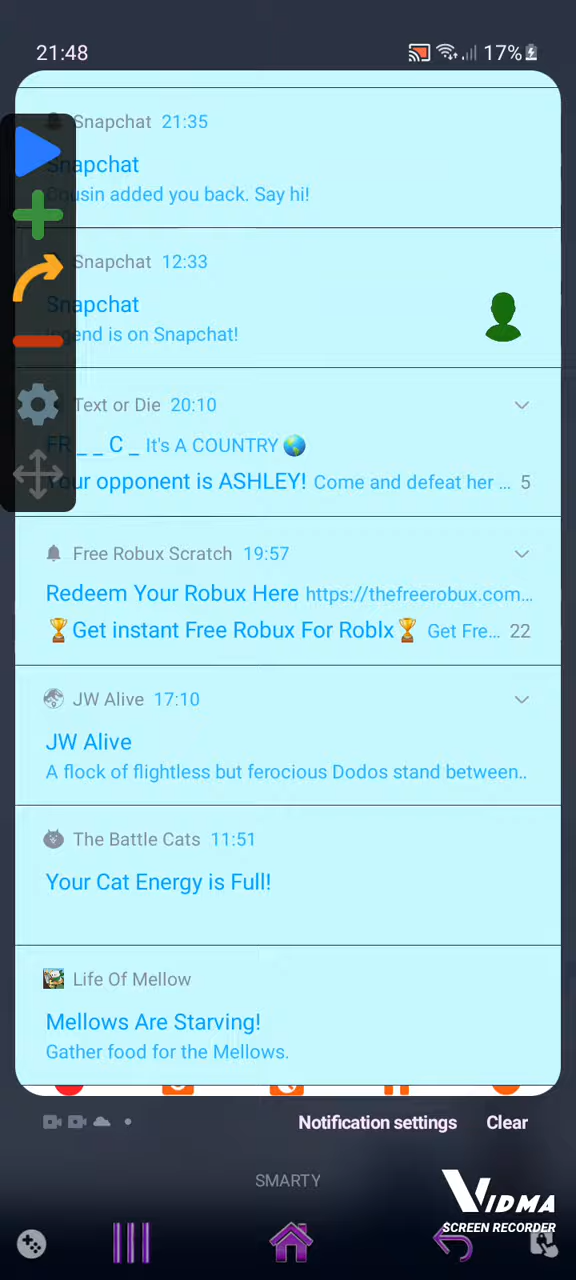 21:48
17%
Snapchat 21:35
Snapchat
Cousin added you back. Say hi!
Snapchat 12:33
Snapchat
is on Snapchat!
Text or Die 20:10
FR _ _ C _ It's A COUNTRY
Your opponent is ASHLEY! Come and defeat her ... 5
Free Robux Scratch 19:57
Redeem Your Robux Here https://thefreerobux.com...
🏆Get instant Free Robux For Roblx🏆 Get Fre... 22
JW Alive 17:10
JW Alive
A flock of flightless but ferocious Dodos stand between..
The Battle Cats 11:51
Your Cat Energy is Full!
Life Of Mellow
Mellows Are Starving!
Gather food for the Mellows.
Notification settings Clear
SMARTY
VIDMA
SCREEN RECORDER